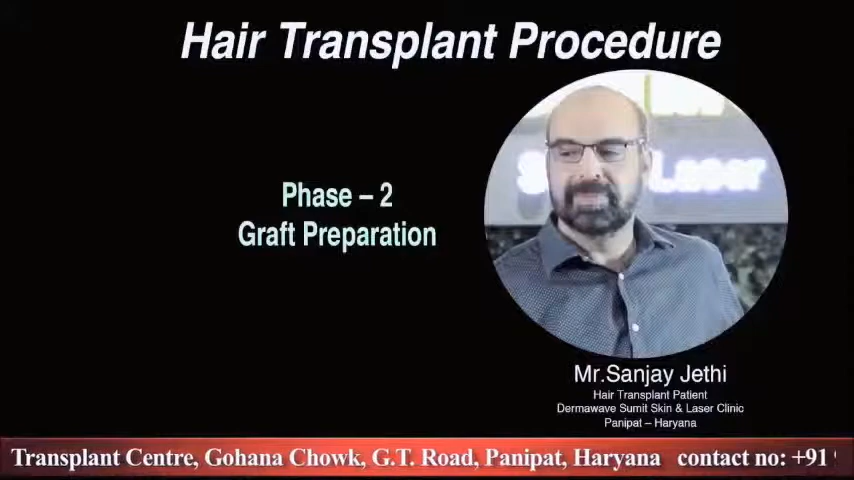 Hair Transplant Procedure
Phase – 2
Graft Preparation
Laser
Mr.Sanjay Jethi
Hair Transplant Patient
Dermawave Sumit Skin & Laser Clinic
Panipat – Haryana
Transplant Centre, Gohana Chowk, G.T. Road, Panipat, Haryana contact no: +91